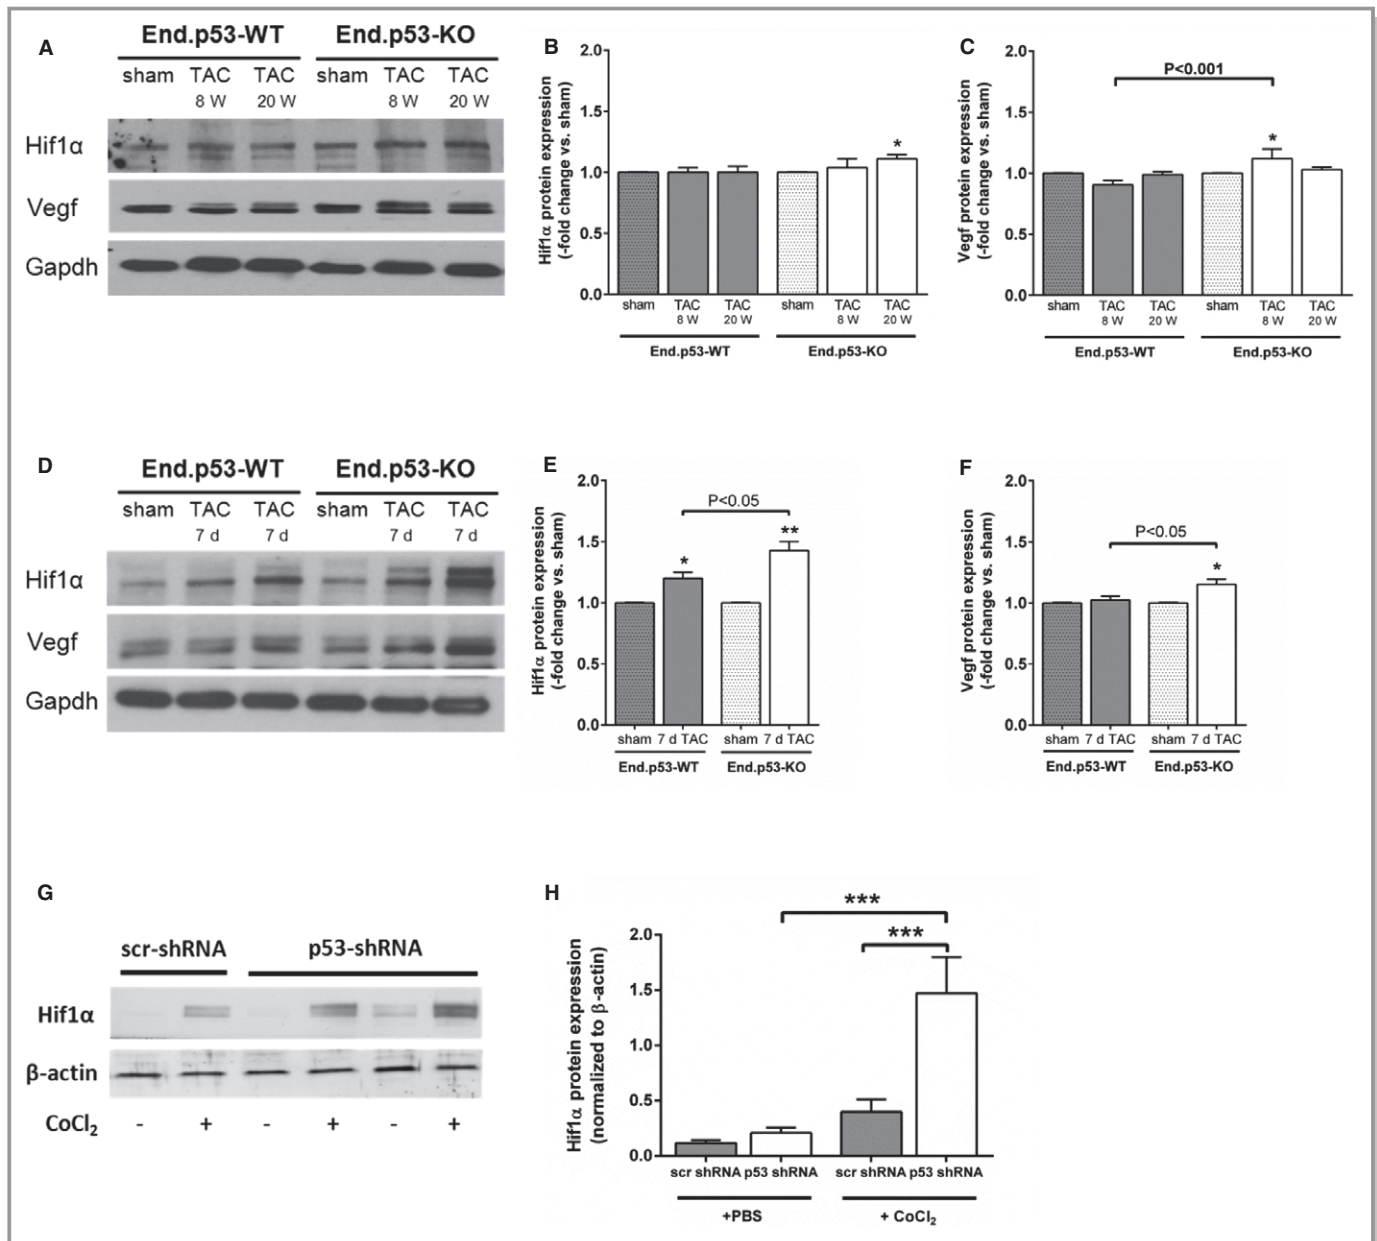 A
End.p53-WT End.p53-KO
sham TAC TAC sham TAC TAC
8 W 20 W 8 W 20 W
Hif1α
Vegf
Gapdh
B
Hif1α protein expression
(-fold change vs. sham)
2.0
1.5
1.0
0.5
0.0
*
sham TAC TAC sham TAC TAC
8 W 20 W 8 W 20 W
End.p53-WT End.p53-KO
C
Vegf protein expression
(-fold change vs. sham)
2.0
1.5
1.0
0.5
0.0
P<0.001
*
sham TAC TAC sham TAC TAC
8 W 20 W 8 W 20 W
End.p53-WT End.p53-KO
D
End.p53-WT End.p53-KO
sham TAC TAC sham TAC TAC
7 d 7 d 7 d 7 d
Hif1α
Vegf
Gapdh
E
Hif1α protein expression
(-fold change vs. sham)
2.0
1.5
1.0
0.5
0.0
P<0.05
* **
sham 7 d TAC sham 7 d TAC
End.p53-WT End.p53-KO
F
Vegf protein expression
(-fold change vs. sham)
2.0
1.5
1.0
0.5
0.0
P<0.05
*
sham 7 d TAC sham 7 d TAC
End.p53-WT End.p53-KO
G
scr-shRNA p53-shRNA
Hif1α
β-actin
CoCl₂ - + - + - +
H
Hif1α protein expression
(normalized to β-actin)
2.0
1.5
1.0
0.5
0.0
***
***
scr shRNA p53 shRNA scr shRNA p53 shRNA
+PBS + CoCl₂